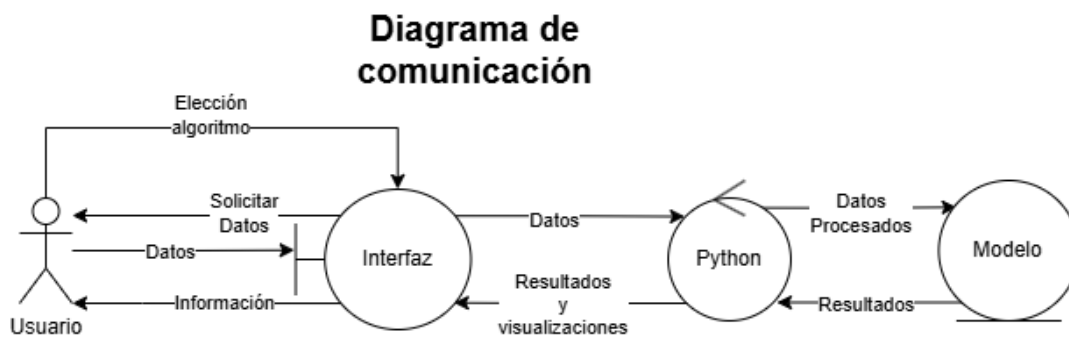 Diagrama de
comunicación
Elección
algoritmo
Solicitar
Datos
Datos
Información
Usuario
Interfaz
Datos
Resultados
y
visualizaciones
Python
Datos
Procesados
Resultados
Modelo